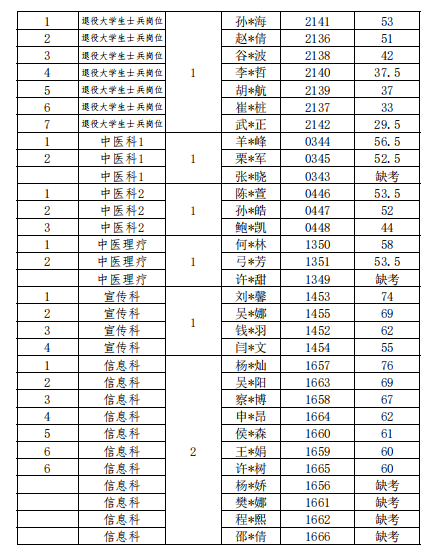 1 退役大学生士兵岗位 孙*海 2141 53
2 退役大学生士兵岗位 赵*倩 2136 51
3 退役大学生士兵岗位 谷*波 2138 42
4 退役大学生士兵岗位 1 李*哲 2140 37.5
5 退役大学生士兵岗位 胡*航 2139 37
6 退役大学生士兵岗位 崔*桩 2137 33
7 退役大学生士兵岗位 武*正 2142 29.5
1 中医科1 羊*峰 0344 56.5
2 中医科1 1 栗*军 0345 52.5
中医科1 张*晓 0343 缺考
1 中医科2 陈*萱 0446 53.5
2 中医科2 1 孙*皓 0447 52
3 中医科2 鲍*凯 0448 44
1 中医理疗 何*林 1350 58
2 中医理疗 1 弓*芳 1351 53.5
中医理疗 许*甜 1349 缺考
1 宣传科 刘*馨 1453 74
2 宣传科 1 吴*娜 1455 69
3 宣传科 钱*羽 1452 62
4 宣传科 闫*文 1454 55
1 信息科 杨*灿 1657 76
2 信息科 吴*阳 1663 69
3 信息科 察*博 1658 67
4 信息科 申*昂 1664 62
5 信息科 侯*森 1660 61
6 信息科 2 王*娟 1659 60
6 信息科 许*树 1665 60
信息科 杨*娇 1656 缺考
信息科 樊*娜 1661 缺考
信息科 程*熙 1662 缺考
信息科 邵*倩 1666 缺考